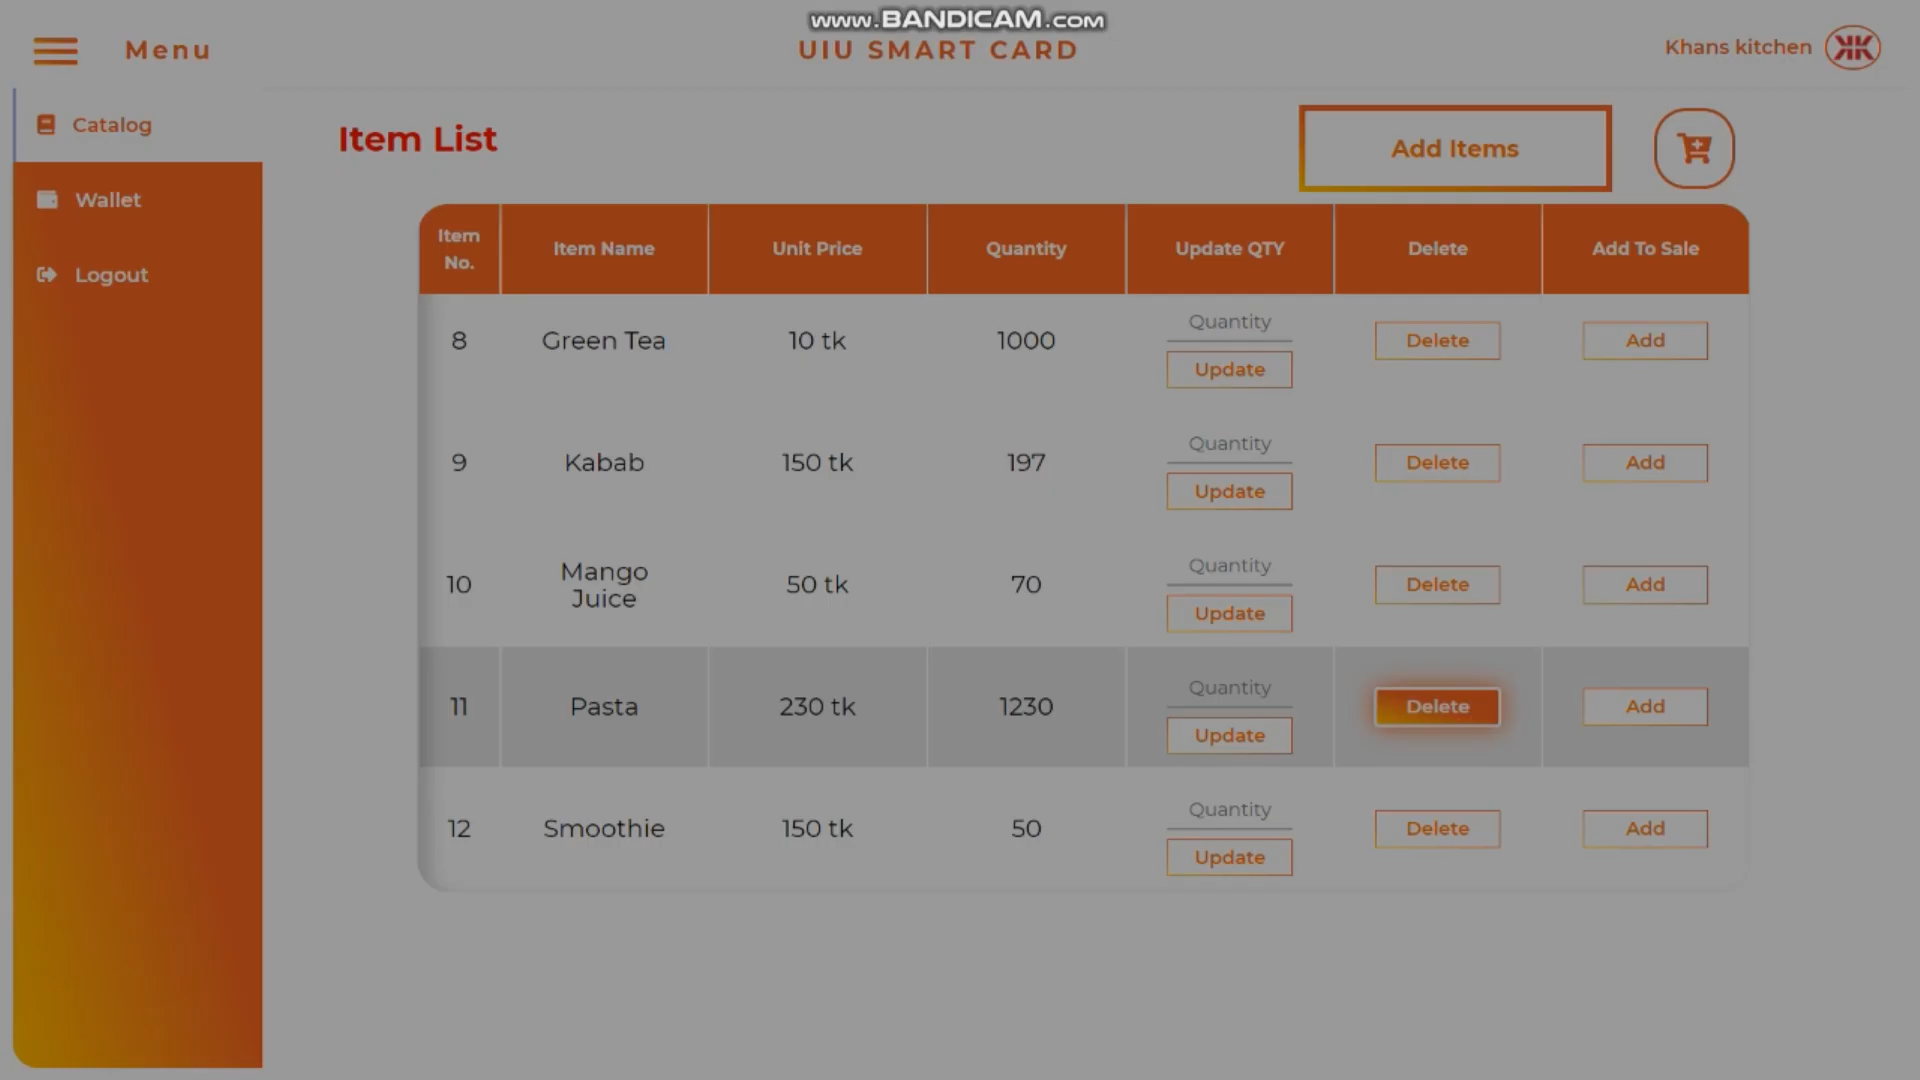 www.BANDICAM.com
Menu
UIU SMART CARD
Khans kitchen
KK
Catalog
Wallet
Logout
Item List
Add Items
Item No.
Item Name
Unit Price
Quantity
Update QTY
Delete
Add To Sale
8
Green Tea
10 tk
1000
Quantity
Update
Delete
Add
9
Kabab
150 tk
197
Quantity
Update
Delete
Add
10
Mango
Juice
50 tk
70
Quantity
Update
Delete
Add
11
Pasta
230 tk
1230
Quantity
Update
Delete
Add
12
Smoothie
150 tk
50
Quantity
Update
Delete
Add